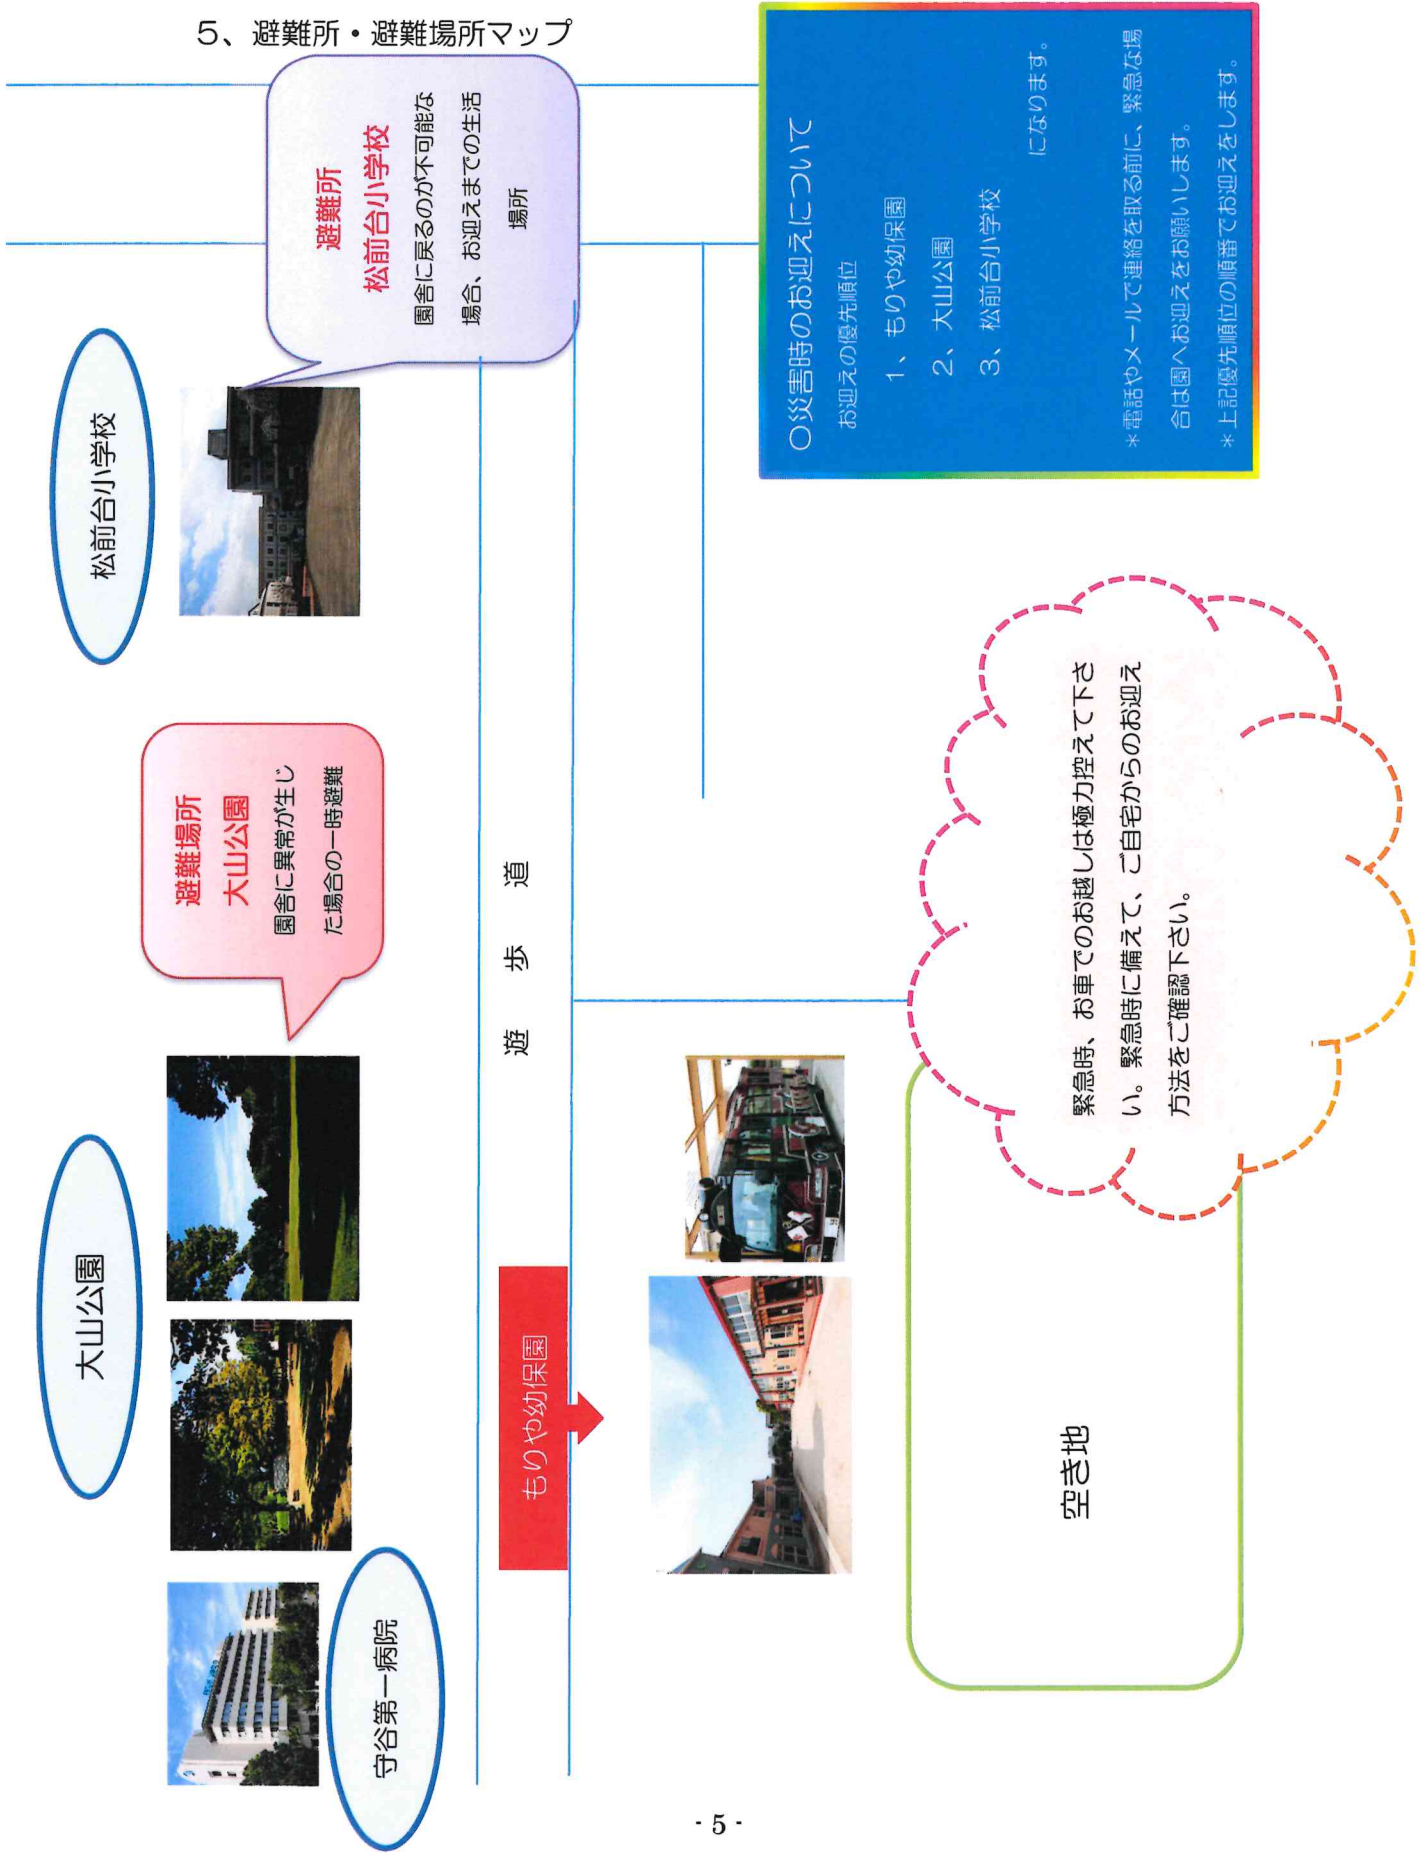 5、避難所・避難場所マップ
松前台小学校
避難所
松前台小学校
園舎に戻るのが不可能な
場合、お迎えまでの生活
場所
大山公園
避難場所
大山公園
園舎に異常が生じ
た場合の一時避難
守谷第一病院
遊歩道
もりや幼保園
〇災害時のお迎えについて
お迎えの優先順位
1、もりや幼保園
2、大山公園
3、松前台小学校
になります。
*電話やメールで連絡を取る前に、緊急な場
合は園へお迎えをお願いします。
*上記優先順位の順番でお迎えをします。
緊急時、お車でのお越しは極力控えて下さ
い。緊急時に備えて、ご自宅からのお迎え
方法をご確認下さい。
空き地
- 5 -